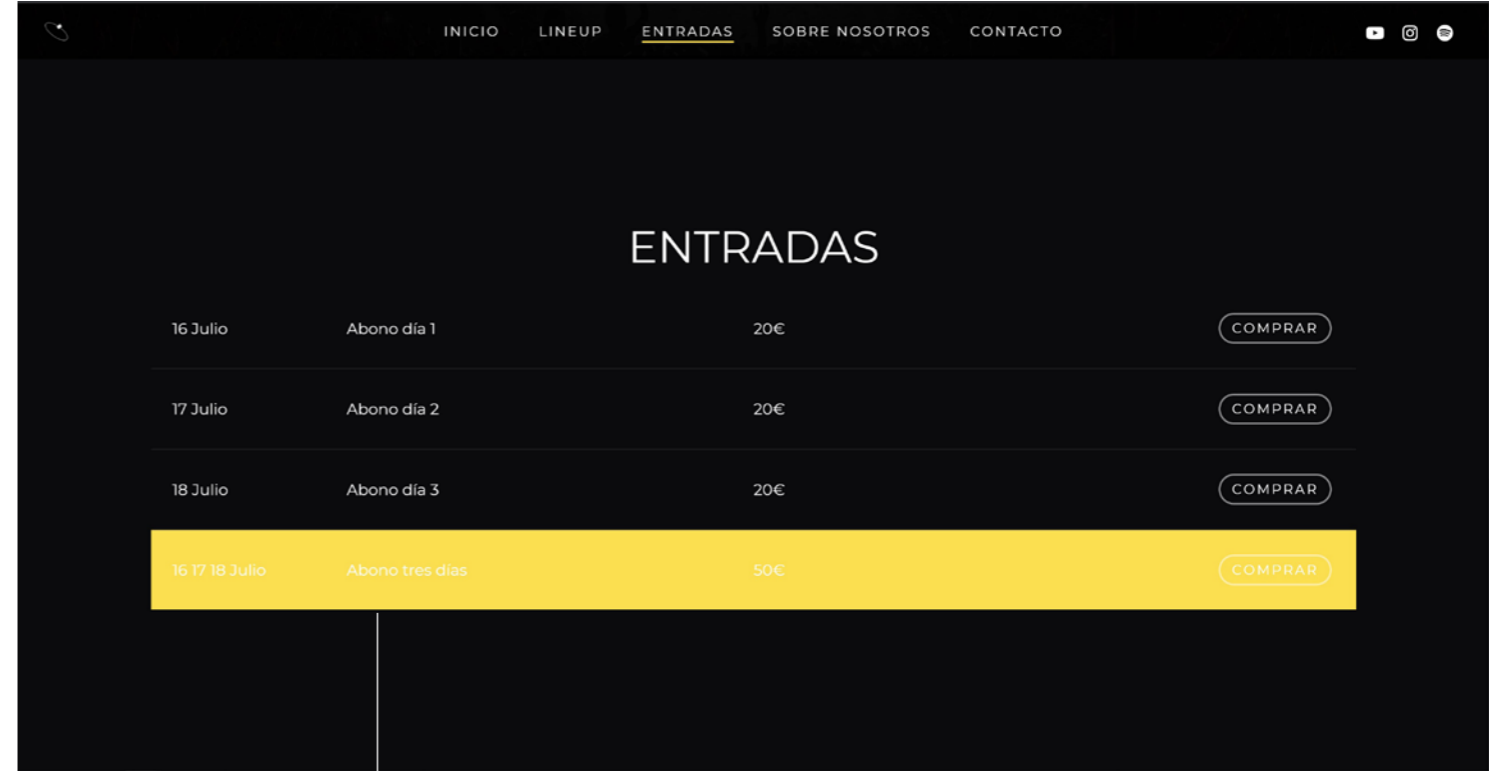 INICIO LINEUP ENTRADAS SOBRE NOSOTROS CONTACTO
ENTRADAS
16 Julio Abono día 1 20€ COMPRAR
17 Julio Abono día 2 20€ COMPRAR
18 Julio Abono día 3 20€ COMPRAR
16 17 18 Julio Abono tres días 50€ COMPRAR